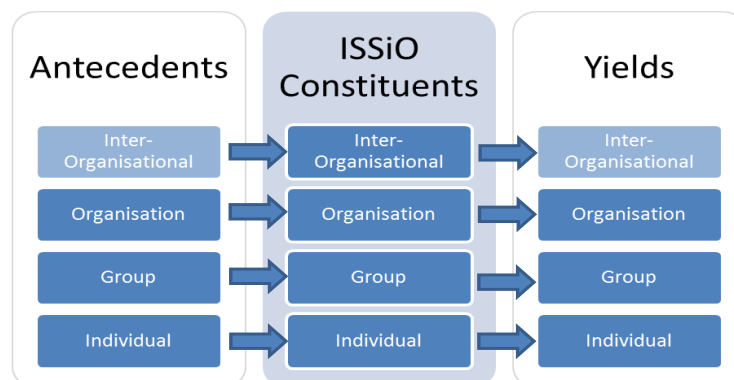 Antecedents
Inter-
Organisational
Organisation
Group
Individual
ISSiO
Constituents
Inter-
Organisational
Organisation
Group
Individual
Yields
Inter-
Organisational
Organisation
Group
Individual